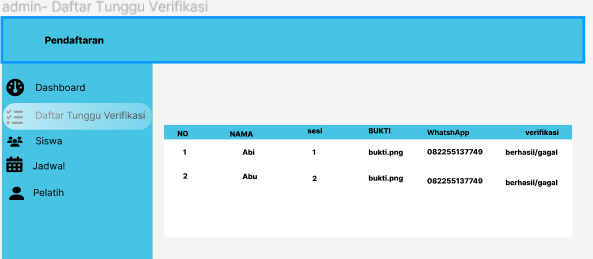 admin- Daftar Tunggu Verifikasi
Pendaftaran
Dashboard
Daftar Tunggu Verifikasi
Siswa
Jadwal
Pelatih
NO NAMA sesi BUKTI WhatshApp verifikasi
1 Abi 1 bukti.png 082255137749 berhasil/gagal
2 Abu 2 bukti.png 082255137749 berhasil/gagal